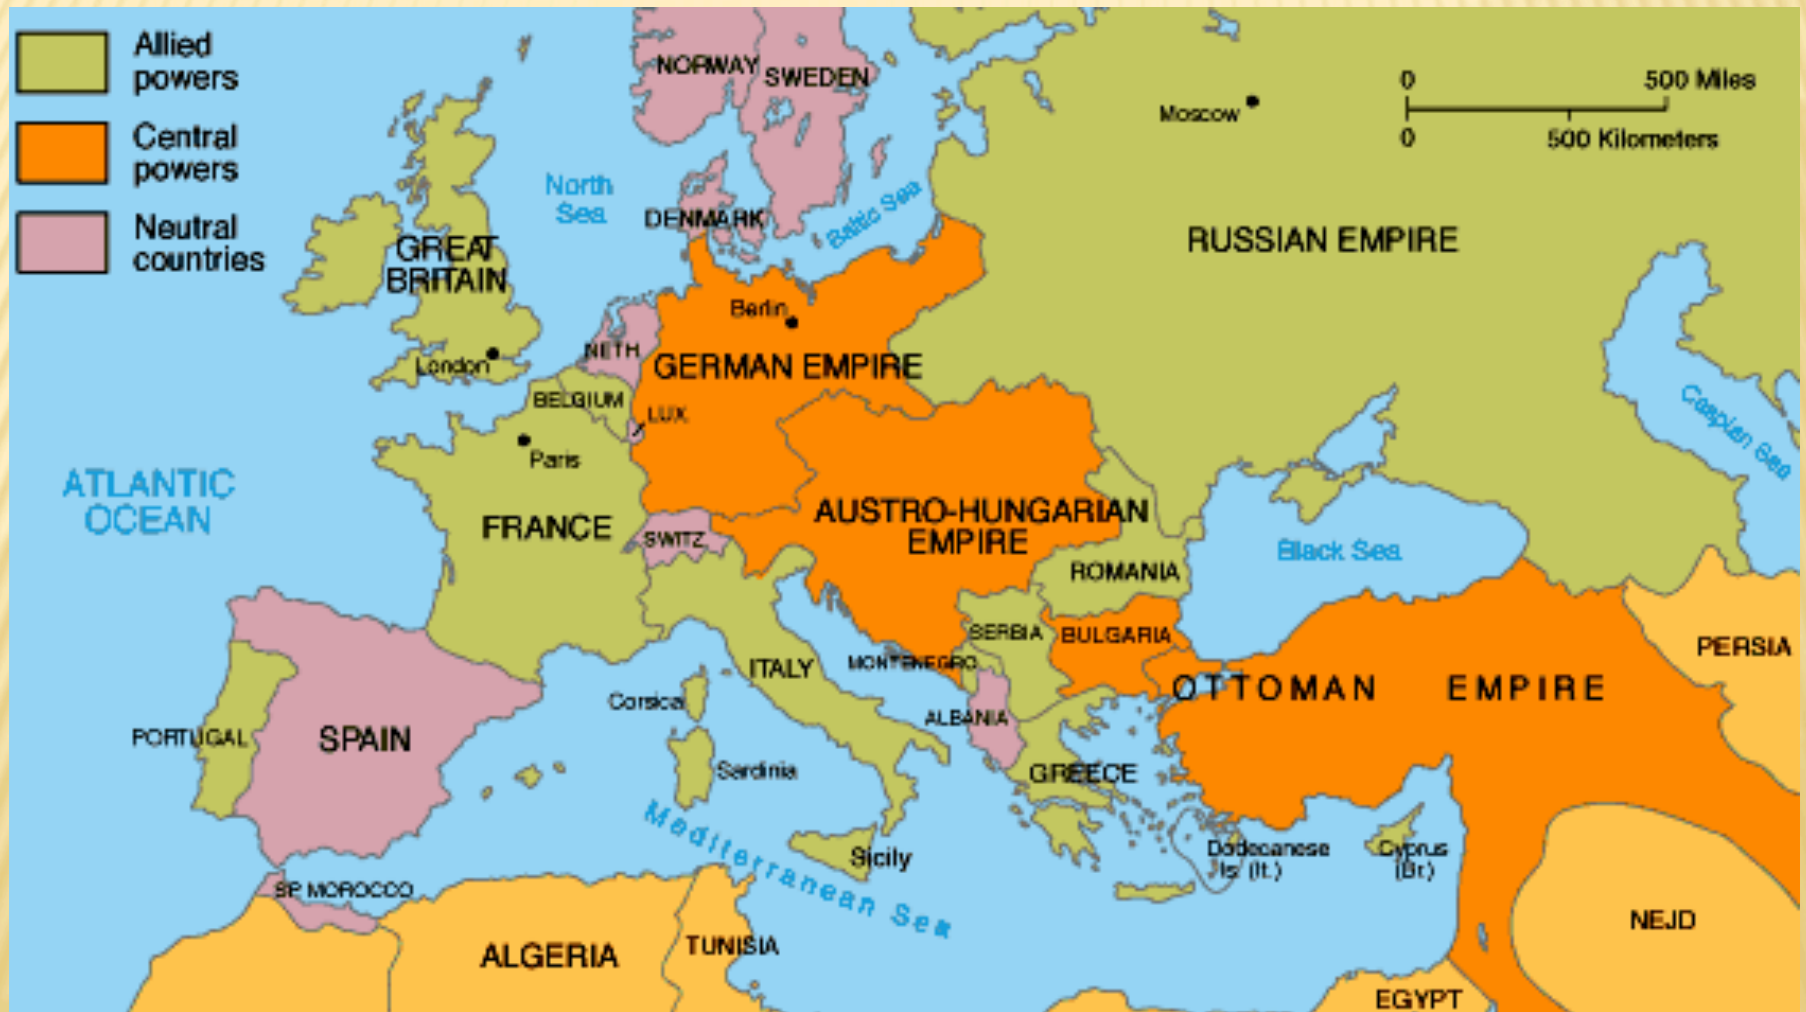 Allied
powers
Central
powers
Neutral
countries
NORWAY
SWEDEN
0
500 Miles
0
500 Kilometers
Moscow
North
Sea
DENMARK
Baltic Sea
RUSSIAN EMPIRE
GREAT
BRITAIN
London
Berlin
NETH
GERMAN EMPIRE
BELGIUM
LUX.
Paris
Caspian Sea
ATLANTIC
OCEAN
FRANCE
SWITZ
AUSTRO-HUNGARIAN
EMPIRE
Black Sea
ROMANIA
SERBIA
BULGARIA
PERSIA
MONTENEGRO
ITALY
Corsica
OTTOMAN EMPIRE
ALBANIA
PORTUGAL
SPAIN
Sardinia
GREECE
Mediterranean Sea
Sicily
Dodecanese
Is. (It.)
Cyprus
(Br.)
SP. MOROCCO
NEJD
ALGERIA
TUNISIA
EGYPT